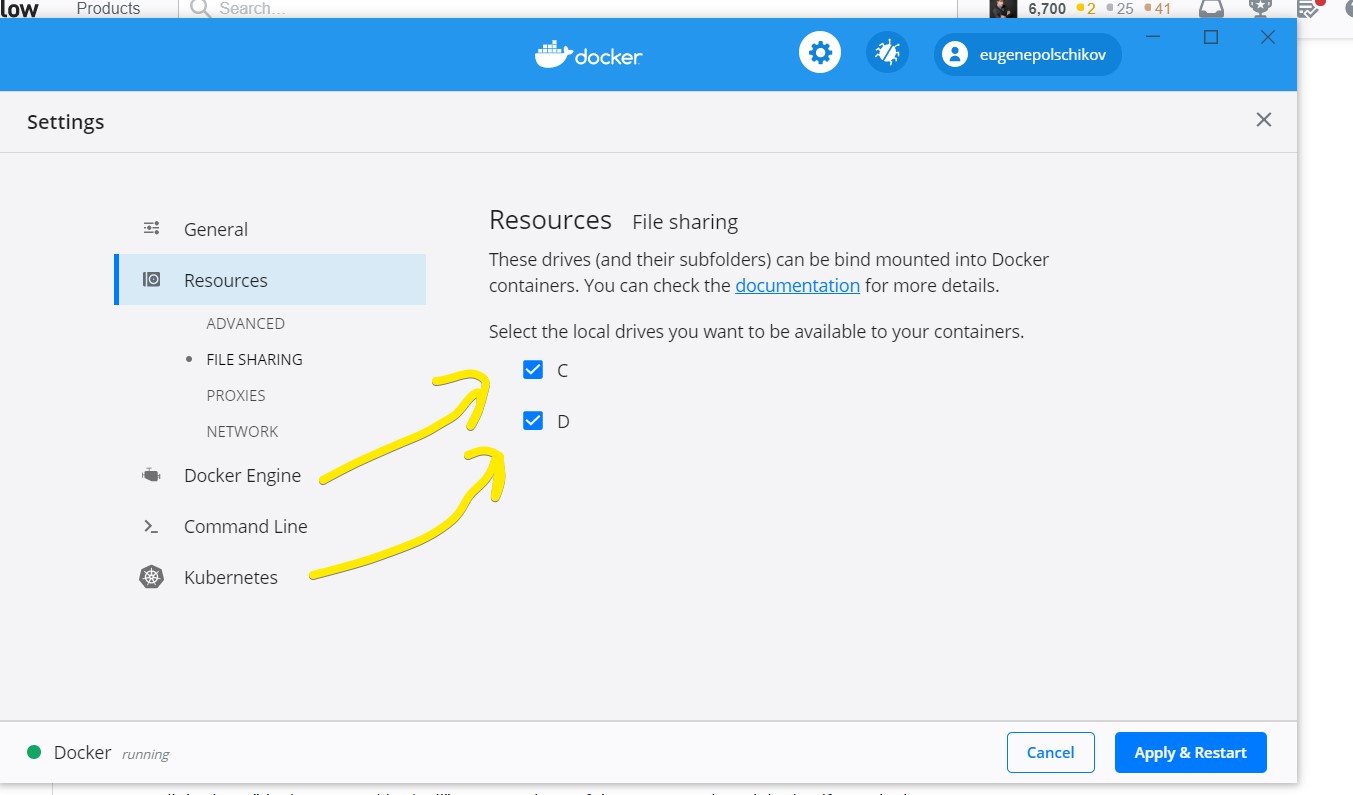 low Products Search... 6,700 2 25 41
docker eugenepolschikov
Settings
General
Resources
ADVANCED
FILE SHARING
PROXIES
NETWORK
Docker Engine
Command Line
Kubernetes
Resources File sharing
These drives (and their subfolders) can be bind mounted into Docker
containers. You can check the documentation for more details.
Select the local drives you want to be available to your containers.
C
D
Docker running
Cancel
Apply & Restart